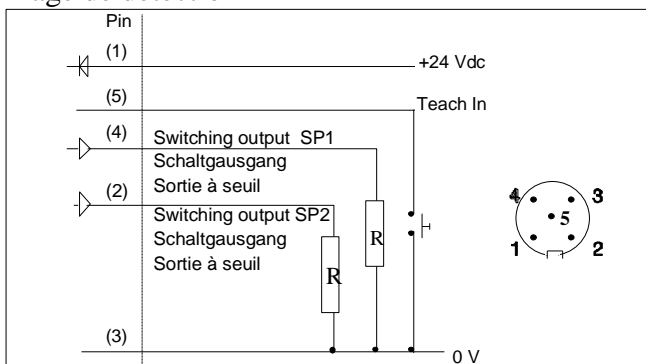 Pin
(1)
+24 Vdc
(5)
Teach In
(4)
Switching output SP1
Schaltgausgang
Sortie à seuil
(2)
Switching output SP2
Schaltgausgang
Sortie à seuil
R
R
(3)
0 V
4
3
5
1
2